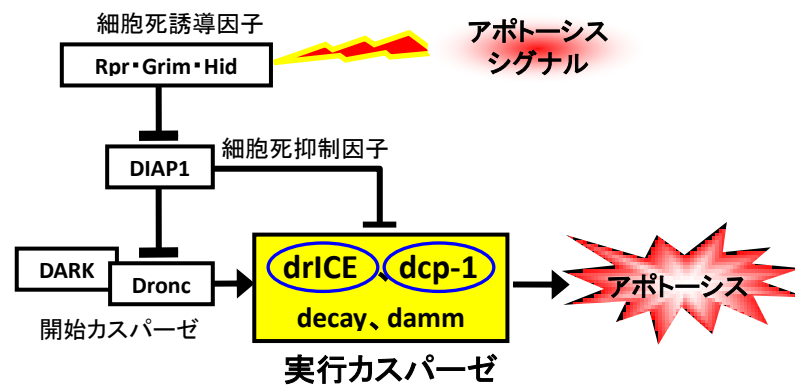 細胞死誘導因子
Rpr・Grim・Hid
アポトーシス
シグナル
DIAP1
細胞死抑制因子
DARK
Dronc
開始カスパーゼ
drICE、dcp-1
decay、damm
実行カスパーゼ
アポトーシス